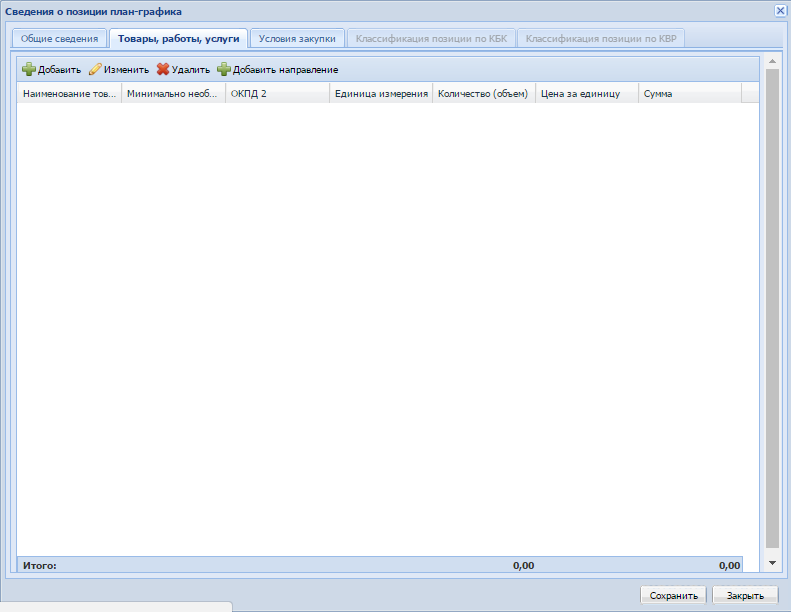 Сведения о позиции план-графика
Общие сведения Товары, работы, услуги Условия закупки Классификация позиции по КБК Классификация позиции по КВР
Добавить Изменить Удалить Добавить направление
Наименование тов... Минимально необ... ОКПД 2 Единица измерения Количество (объем) Цена за единицу Сумма
Итого: 0,00 0,00
Сохранить Закрыть